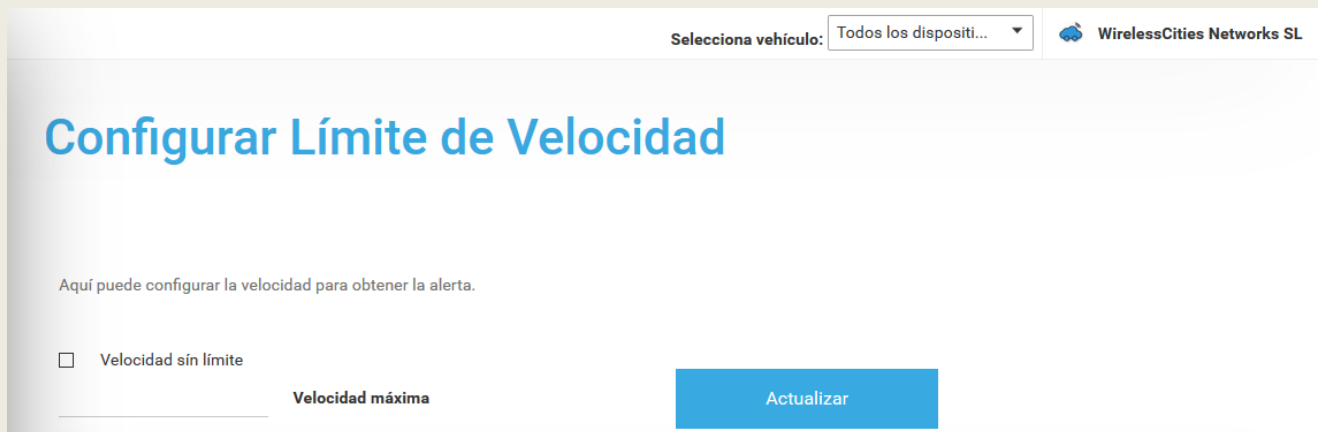 Selecciona vehículo: Todos los dispositi... WirelessCities Networks SL
Configurar Límite de Velocidad
Aquí puede configurar la velocidad para obtener la alerta.
Velocidad sín límite
Velocidad máxima Actualizar